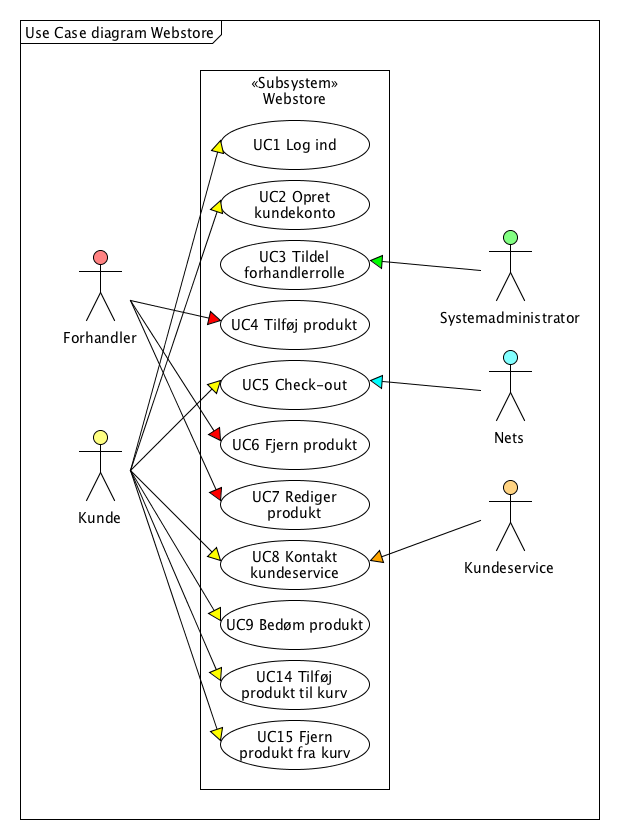 Use Case diagram Webstore
«Subsystem»
Webstore
UC1 Log ind
UC2 Opret
kundekonto
UC3 Tildel
forhandlerrolle
UC4 Tilføj produkt
UC5 Check-out
UC6 Fjern produkt
UC7 Rediger
produkt
UC8 Kontakt
kundeservice
UC9 Bedøm produkt
UC14 Tilføj
produkt til kurv
UC15 Fjern
produkt fra kurv
Forhandler
Kunde
Systemadministrator
Nets
Kundeservice